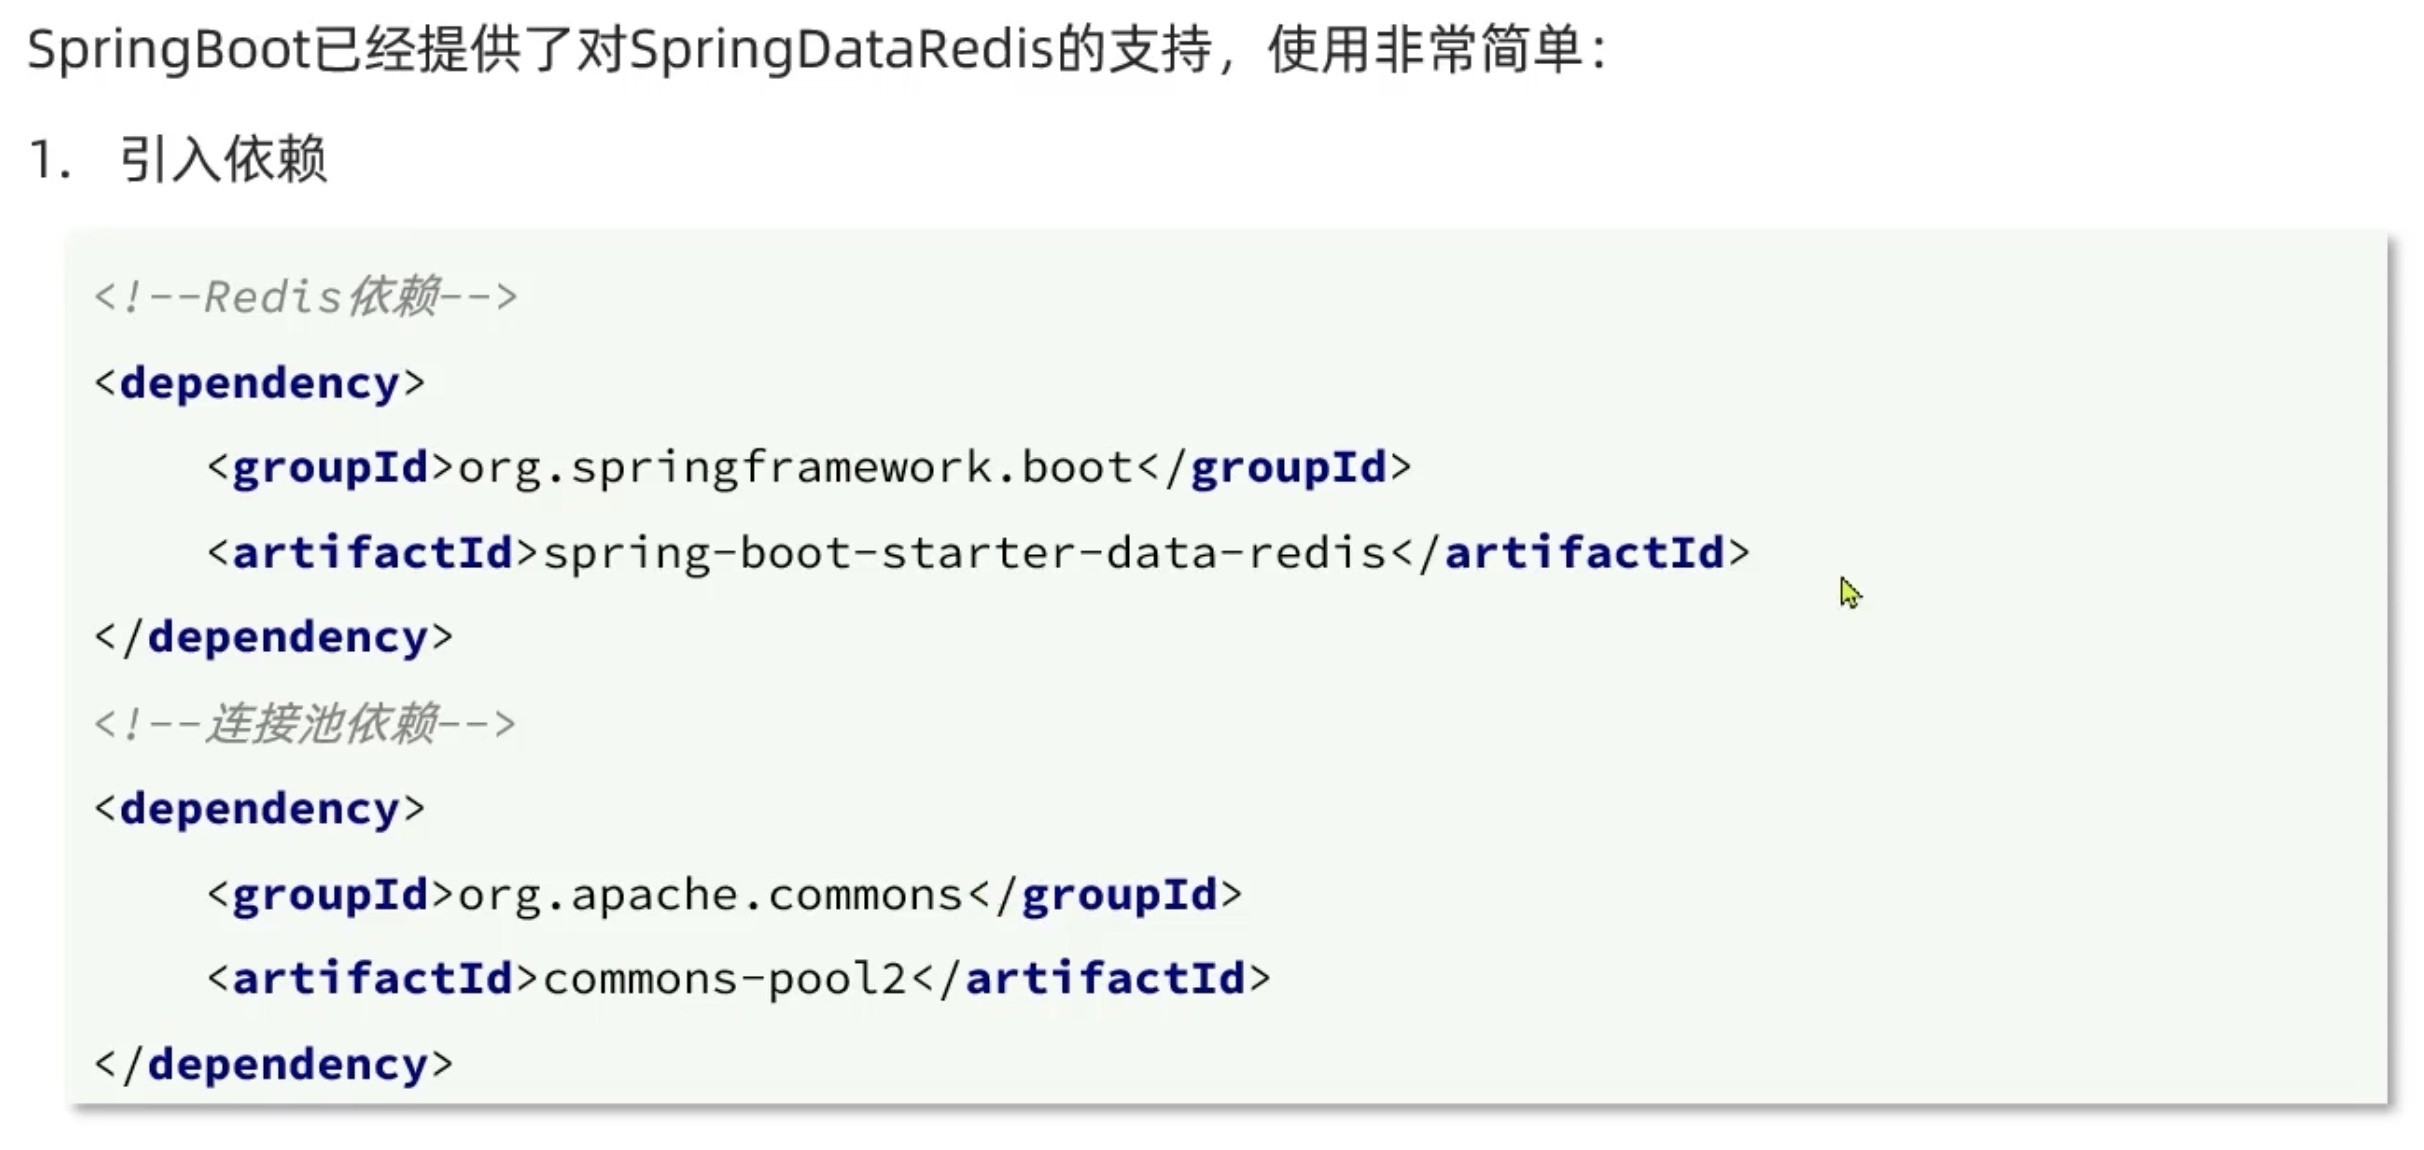 SpringBoot已经提供了对SpringDataRedis的支持，使用非常简单：
1. 引入依赖
<!--Redis依赖-->
<dependency>
    <groupId>org.springframework.boot</groupId>
    <artifactId>spring-boot-starter-data-redis</artifactId>
</dependency>
<!--连接池依赖-->
<dependency>
    <groupId>org.apache.commons</groupId>
    <artifactId>commons-pool2</artifactId>
</dependency>